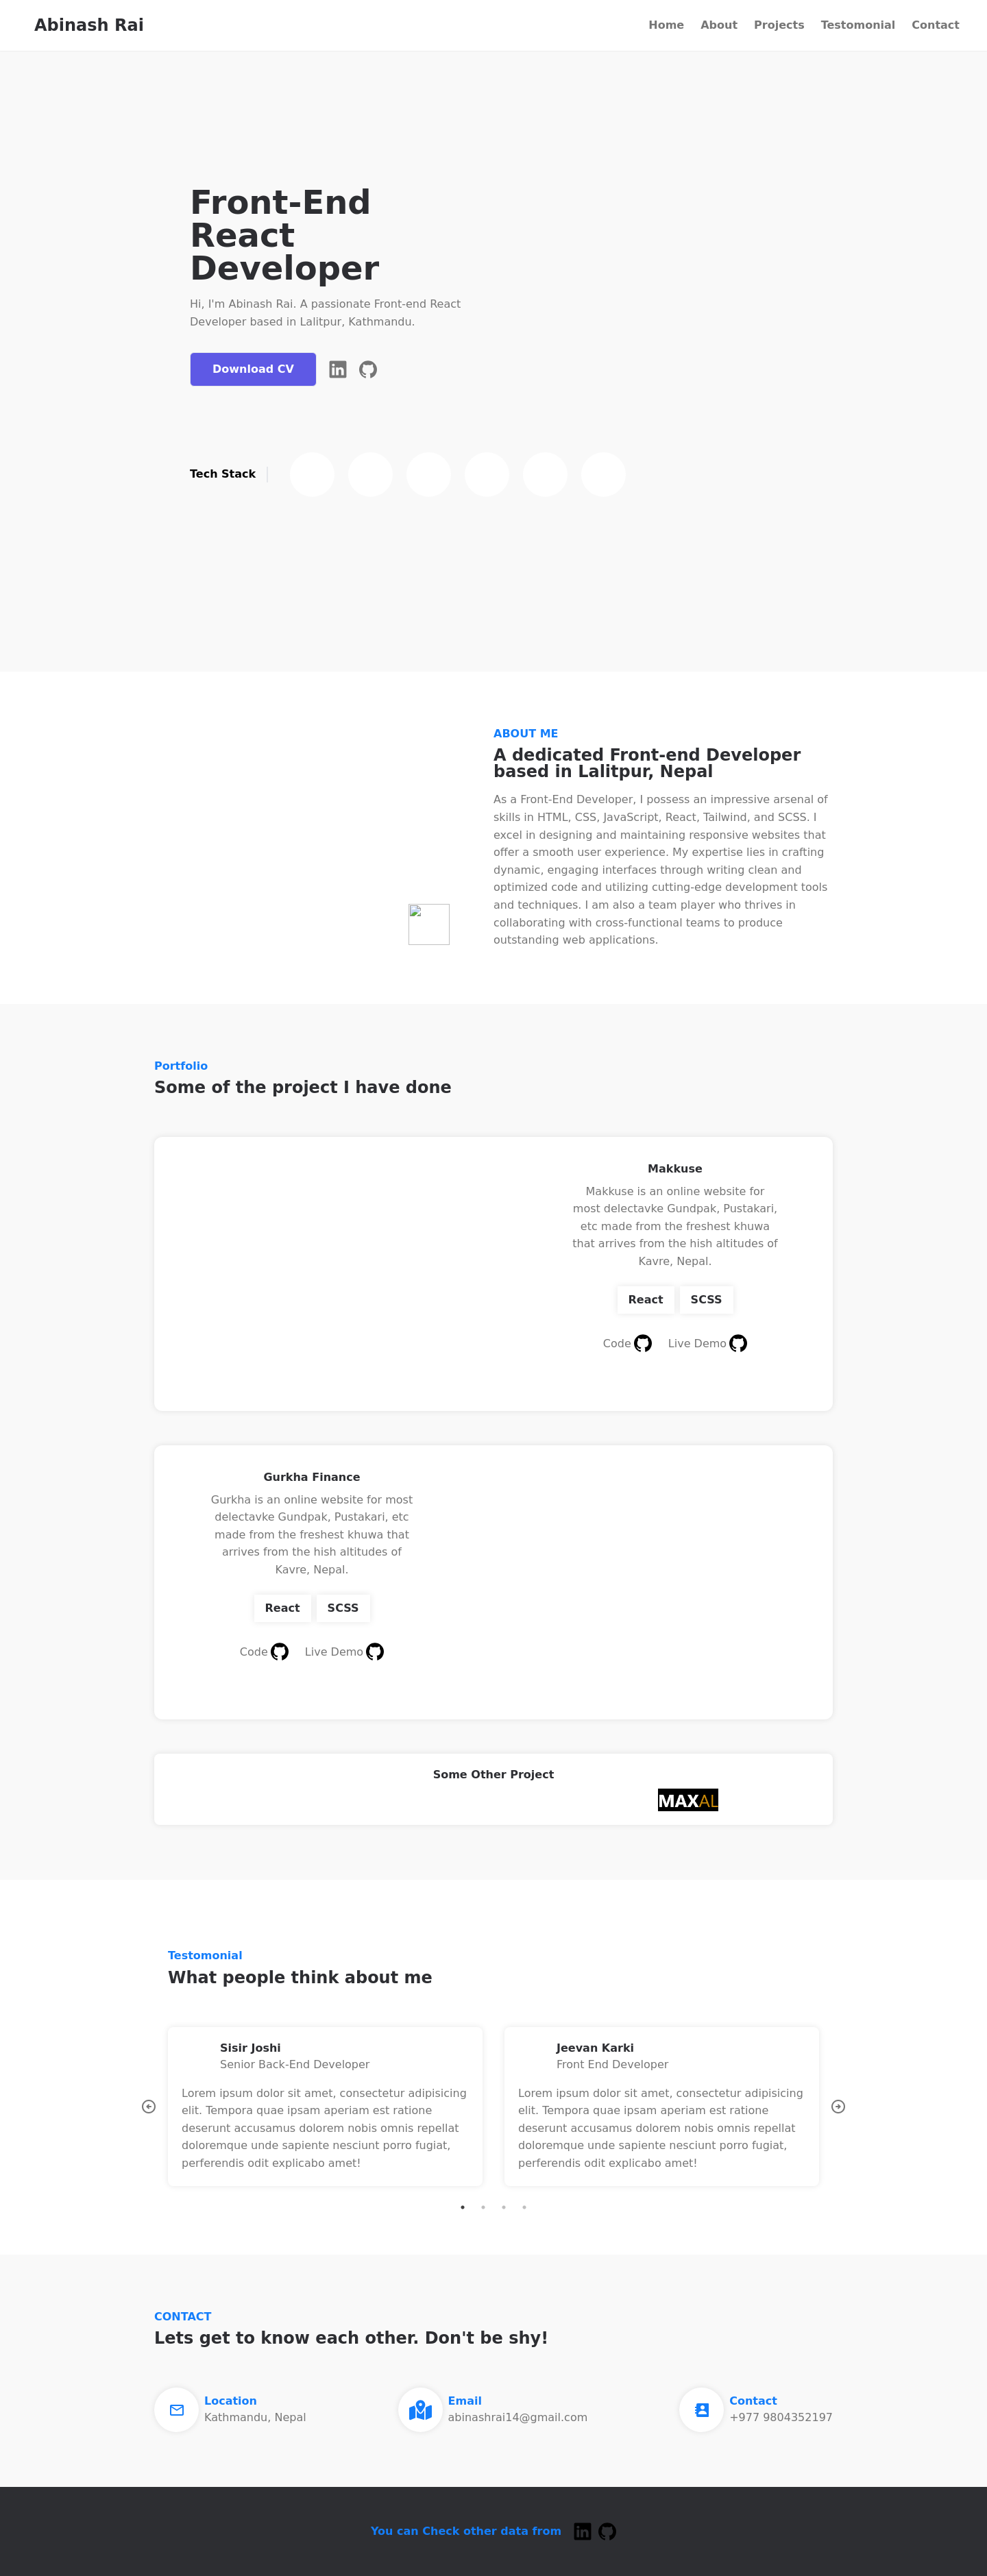 Abinash Rai
Home About Projects Testomonial Contact
Front-End
React
Developer
Hi, I'm Abinash Rai. A passionate Front-end React
Developer based in Lalitpur, Kathmandu.
Download CV
Tech Stack
ABOUT ME
A dedicated Front-end Developer
based in Lalitpur, Nepal
As a Front-End Developer, I possess an impressive arsenal of
skills in HTML, CSS, JavaScript, React, Tailwind, and SCSS. I
excel in designing and maintaining responsive websites that
offer a smooth user experience. My expertise lies in crafting
dynamic, engaging interfaces through writing clean and
optimized code and utilizing cutting-edge development tools
and techniques. I am also a team player who thrives in
collaborating with cross-functional teams to produce
outstanding web applications.
Portfolio
Some of the project I have done
Makkuse
Makkuse is an online website for
most delectavke Gundpak, Pustakari,
etc made from the freshest khuwa
that arrives from the hish altitudes of
Kavre, Nepal.
React SCSS
Code Live Demo
Gurkha Finance
Gurkha is an online website for most
delectavke Gundpak, Pustakari, etc
made from the freshest khuwa that
arrives from the hish altitudes of
Kavre, Nepal.
React SCSS
Code Live Demo
Some Other Project
MAXAL
Testomonial
What people think about me
Sisir Joshi
Senior Back-End Developer
Lorem ipsum dolor sit amet, consectetur adipisicing
elit. Tempora quae ipsam aperiam est ratione
deserunt accusamus dolorem nobis omnis repellat
doloremque unde sapiente nesciunt porro fugiat,
perferendis odit explicabo amet!
Jeevan Karki
Front End Developer
Lorem ipsum dolor sit amet, consectetur adipisicing
elit. Tempora quae ipsam aperiam est ratione
deserunt accusamus dolorem nobis omnis repellat
doloremque unde sapiente nesciunt porro fugiat,
perferendis odit explicabo amet!
CONTACT
Lets get to know each other. Don't be shy!
Location
Kathmandu, Nepal
Email
abinashrai14@gmail.com
Contact
+977 9804352197
You can Check other data from